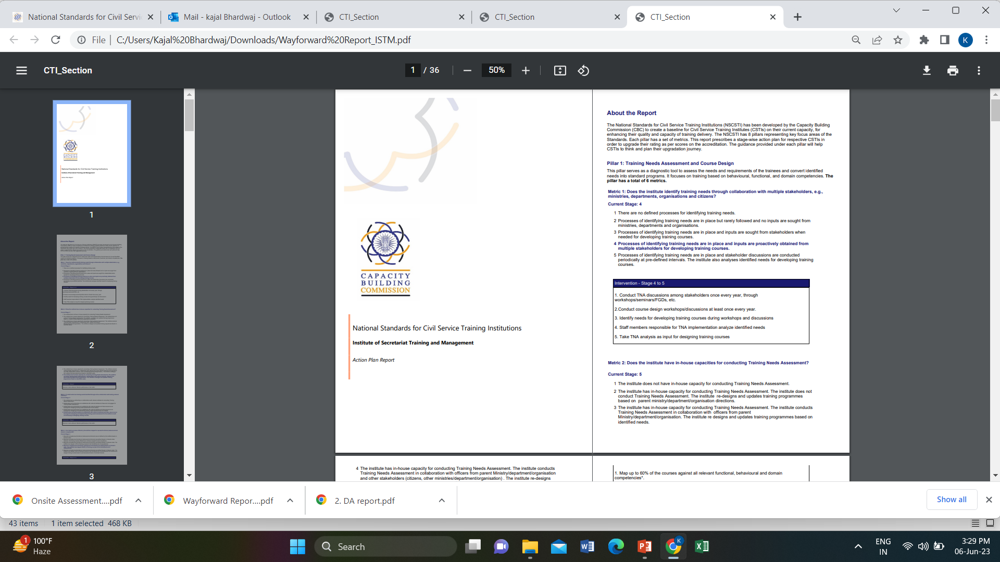 National Standards for Civil Servi
Mail - kajal Bhardwaj - Outlook
CTI_Section
CTI_Section
CTI_Section
File
C:/Users/Kajal%20Bhardwaj/Downloads/Wayforward%20Report_ISTM.pdf
K
CTI_Section
1 / 36
50%
1
2
3
CAPACITY
BUILDING
COMMISSION
National Standards for Civil Service Training Institutions
Institute of Secretariat Training and Management
Action Plan Report
About the Report
The National Standards for Civil Service Training Institutions (NSCSTI) has been developed by the Capacity Building
Commission (CBC) to create a baseline for Civil Service Training Institutes (CSTIs) on their current capacity, for
enhancing their quality and capacity of training delivery. The NSCSTI has 8 pillars representing key focus areas of the
Standards. Each pillar has a set of metrics. This report prescribes a stage-wise action plan for respective CSTIs in
order to upgrade their rating as per scores on the accreditation. The guidance provided under each pillar will help
CSTIs to think and plan their upgradation journey.
Pillar 1: Training Needs Assessment and Course Design
This pillar serves as a diagnostic tool to assess the needs and requirements of the trainees and convert identified
needs into standard programs. It focuses on training based on behavioural, functional, and domain competencies. The
pillar has a total of 6 metrics.
Metric 1: Does the institute identify training needs through collaboration with multiple stakeholders, e.g.,
ministries, departments, organisations and citizens?
Current Stage: 4
1 There are no defined processes for identifying training needs.
2 Processes of identifying training needs are in place but rarely followed and no inputs are sought from
ministries, departments and organisations.
3 Processes of identifying training needs are in place and inputs are sought from stakeholders when
needed for developing training courses.
4 Processes of identifying training needs are in place and inputs are proactively obtained from
multiple stakeholders for developing training courses.
5 Processes of identifying training needs are in place and stakeholder discussions are conducted
periodically at pre-defined intervals. The institute also analyses identified needs for developing training
courses.
Intervention - Stage 4 to 5
1. Conduct TNA discussions among stakeholders once every year, through
workshops/seminars/FGDs, etc.
2.Conduct course design workshops/discussions at least once every year.
3. Identify needs for developing training courses during workshops and discussions
4. Staff members responsible for TNA implementation analyze identified needs
5. Take TNA analysis as input for designing training courses
Metric 2: Does the institute have in-house capacities for conducting Training Needs Assessment?
Current Stage: 5
1 The institute does not have in-house capacity for conducting Training Needs Assessment.
2 The institute has in-house capacity for conducting Training Needs Assessment. The institute does not
conduct Training Needs Assessment. The institute re-designs and updates training programmes
based on parent ministry/department/organisation directions.
3 The institute has in-house capacity for conducting Training Needs Assessment. The institute conducts
Training Needs Assessment in collaboration with officers from parent
Ministry/department/organisation. The institute re designs and updates training programmes based on
identified needs.
4 The institute has in-house capacity for conducting Training Needs Assessment. The institute conducts
Training Needs Assessment in collaboration with officers from parent Ministry/department/organisation
and other stakeholders (citizens, other ministries/department/organisation) . The institute re-designs
1. Map up to 60% of the courses against all relevant functional, behavioural and domain
competencies*.
Onsite Assessment....pdf
Wayforward Repor....pdf
2. DA report.pdf
Show all
43 items
1 item selected 468 KB
1
100°F
Haze
Search
K
ENG
IN
3:29 PM
06-Jun-23